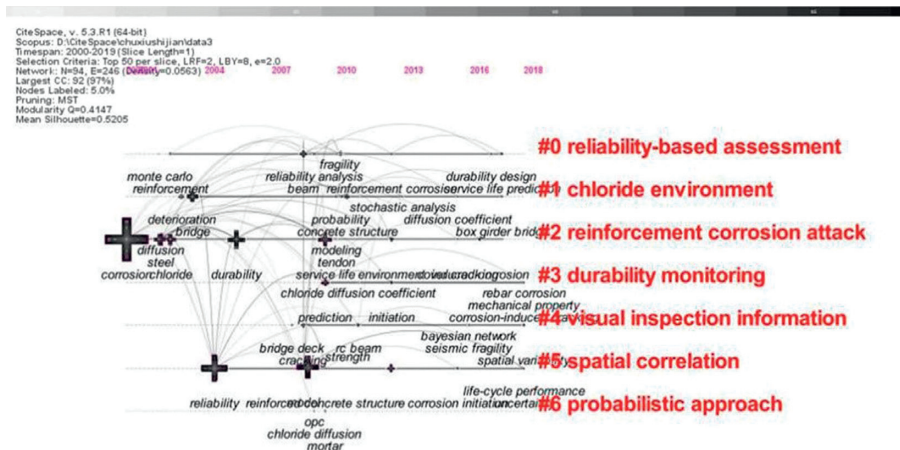 CiteSpace, v. 5.3.R1 (64-bit)
Scopus: D:\CiteSpace\chuxiushijian\data3
Timespan: 2000-2019 (Slice Length=1)
Selection Criteria: Top 50 per slice, LRF=2, LBY=8, e=2.0
Network: N=94, E=246 (Density=0.0563)
Largest CC: 92 (97%)
Nodes Labeled: 5.0%
Pruning: MST
Modularity Q=0.4147
Mean Silhouette=0.5205
2004 2007 2010 2013 2016 2018
#0 reliability-based assessment
fragility
monte carlo reliability analysis durability design
reinforcement beam reinforcement corrosion service life
#1 chloride environment
stochastic analysis
deterioration probability diffusion coefficient
bridge concrete structure box girder
#2 reinforcement corrosion attack
diffusion modeling
steel tendon
corrosion chloride durability service life environment
#3 durability monitoring
chloride diffusion coefficient rebar corrosion
mechanical property
prediction initiation
#4 visual inspection information
bayesian network
bridge deck rc beam seismic fragility
cracking strength spatial
#5 spatial correlation
life-cycle performance
reliability concrete structure corrosion initiation
#6 probabilistic approach
opc
chloride diffusion
mortar